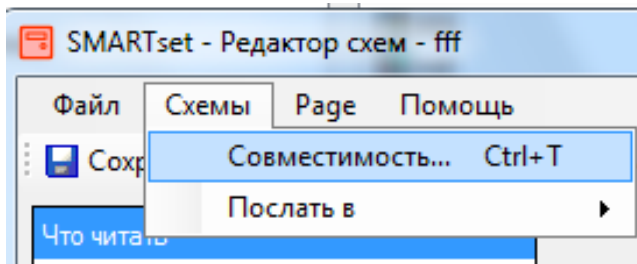 SMARTset - Редактор схем - fff
Файл Схемы Page Помощь
Совместимость... Ctrl+T
Послать в
Что читать